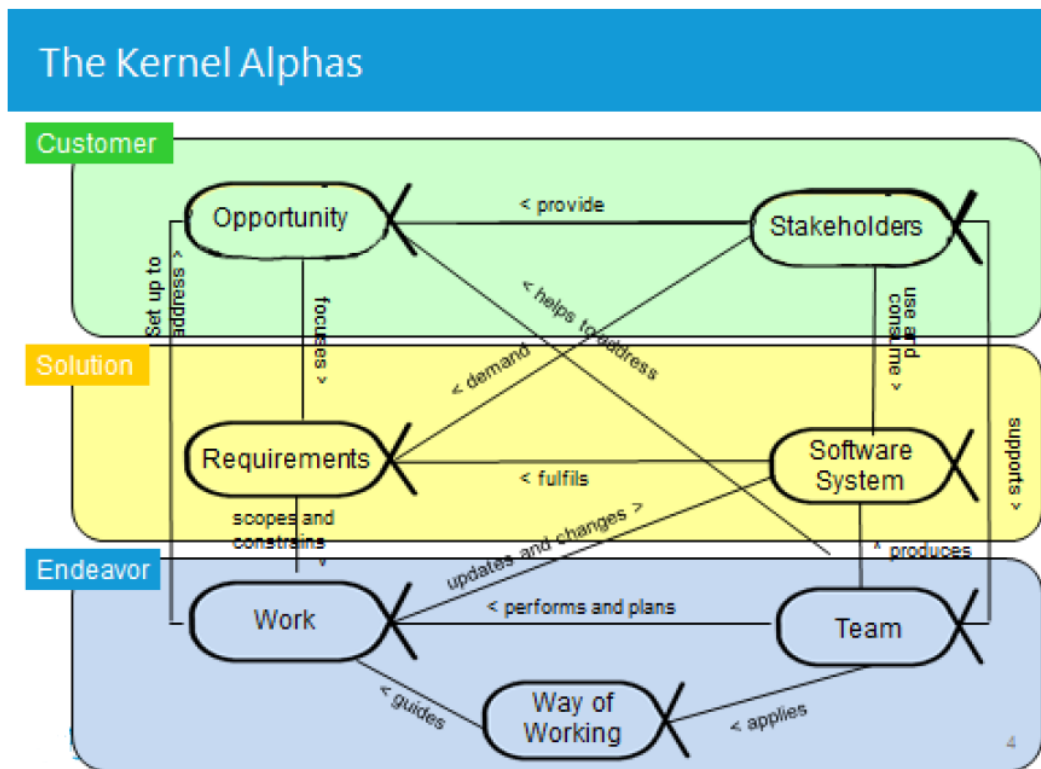 The Kernel Alphas
Customer
Opportunity
< provide
Stakeholders
Set up to
address >
focuses >
< helps to address
use and
consume >
< demand
Solution
Requirements
< fulfils
Software
System
supports >
scopes and
constrains
>
updates and changes >
^ produces
Endeavor
Work
< performs and plans
Team
< guides
Way of
Working
< applies
4